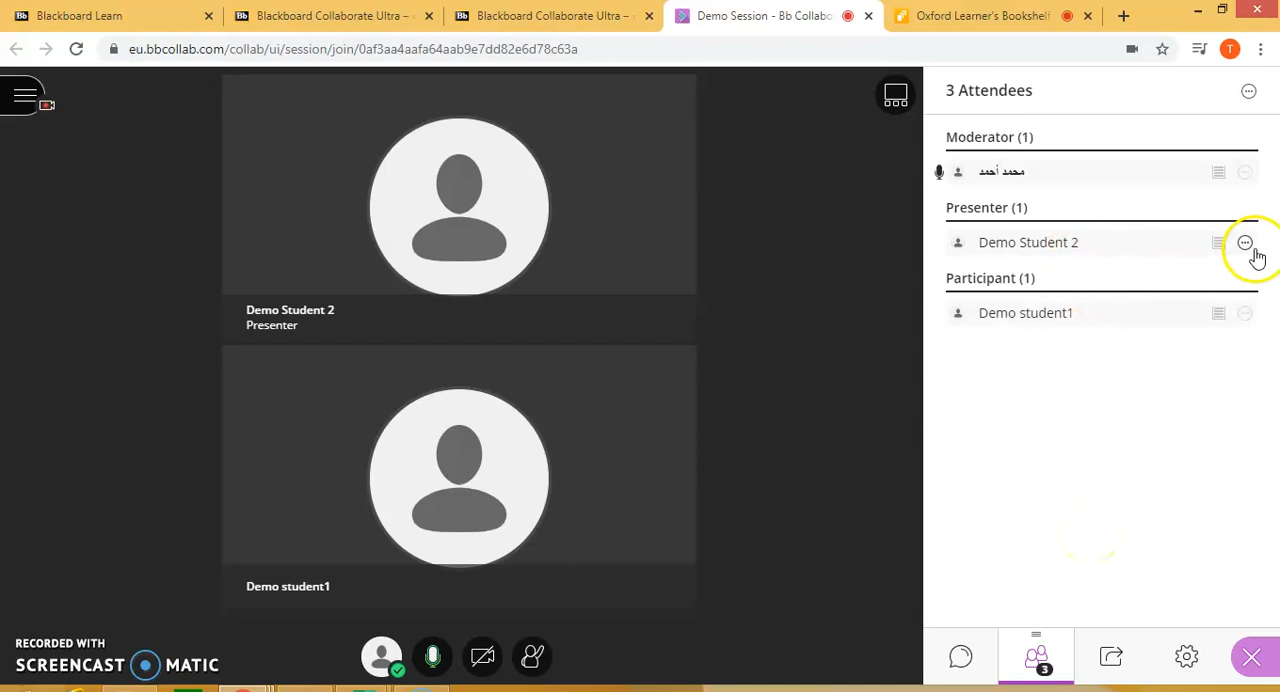 Blackboard Learn
Blackboard Collaborate Ultra –
Blackboard Collaborate Ultra –
Demo Session - Bb Collabo
Oxford Learner's Bookshelf
eu.bbcollab.com/collab/ui/session/join/0af3aa4aafa64aab9e7dd82e6d78c63a
T
3 Attendees
Moderator (1)
محمد أحمد
Presenter (1)
Demo Student 2
Participant (1)
Demo student1
Demo Student 2
Presenter
Demo student1
3
RECORDED WITH
SCREENCAST MATIC